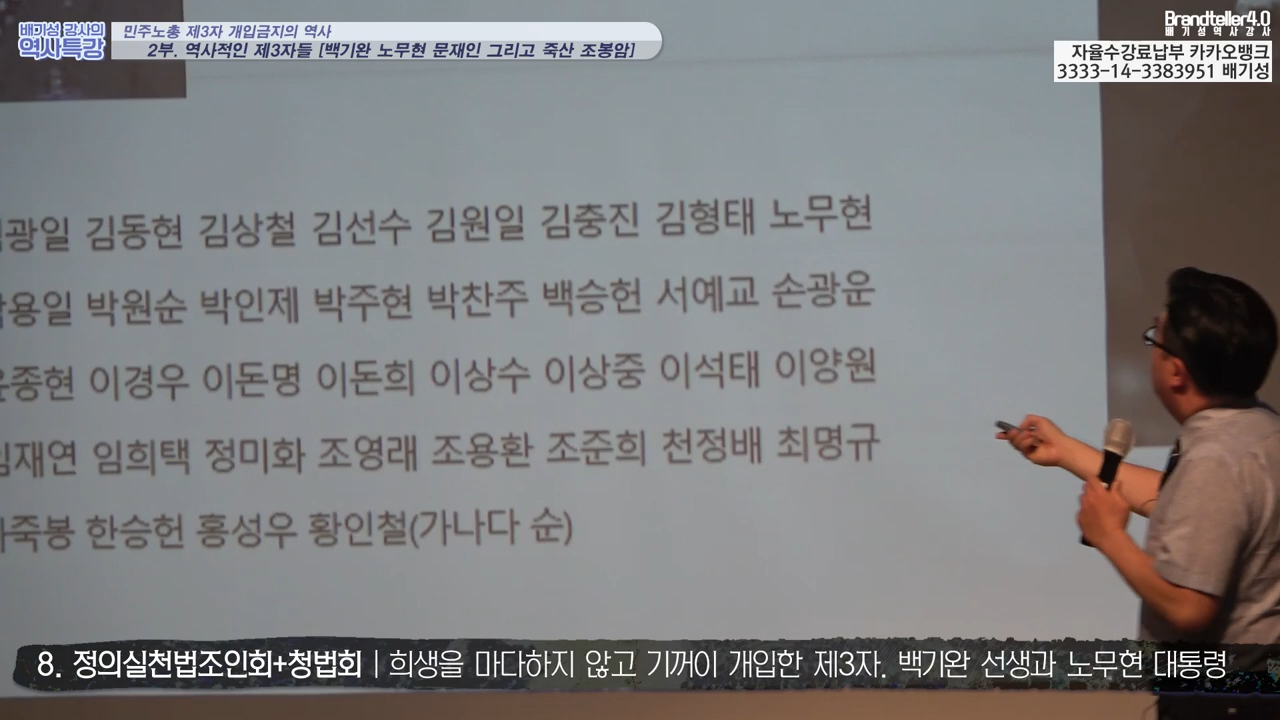 배기성 강사의
역사특강
민주노총 제3자 개입금지의 역사
2부. 역사적인 제3자들 [백기완 노무현 문재인 그리고 죽산 조봉암]
Brandteller4.0
배기성역사강사
자율수강료납부 카카오뱅크
3333-14-3383951 배기성
김동현 김상철 김선수 김원일 김충진 김형태 노무현
박원순 박인제 박주현 박찬주 백승헌 서예교 손광운
이경우 이돈명 이돈희 이상수 이상중 이석태 이양원
임희택 정미화 조영래 조용환 조준희 천정배 최명규
한승헌 홍성우 황인철(가나다 순)
8. 정의실천법조인회+청법회 | 희생을 마다하지 않고 기꺼이 개입한 제3자. 백기완 선생과 노무현 대통령